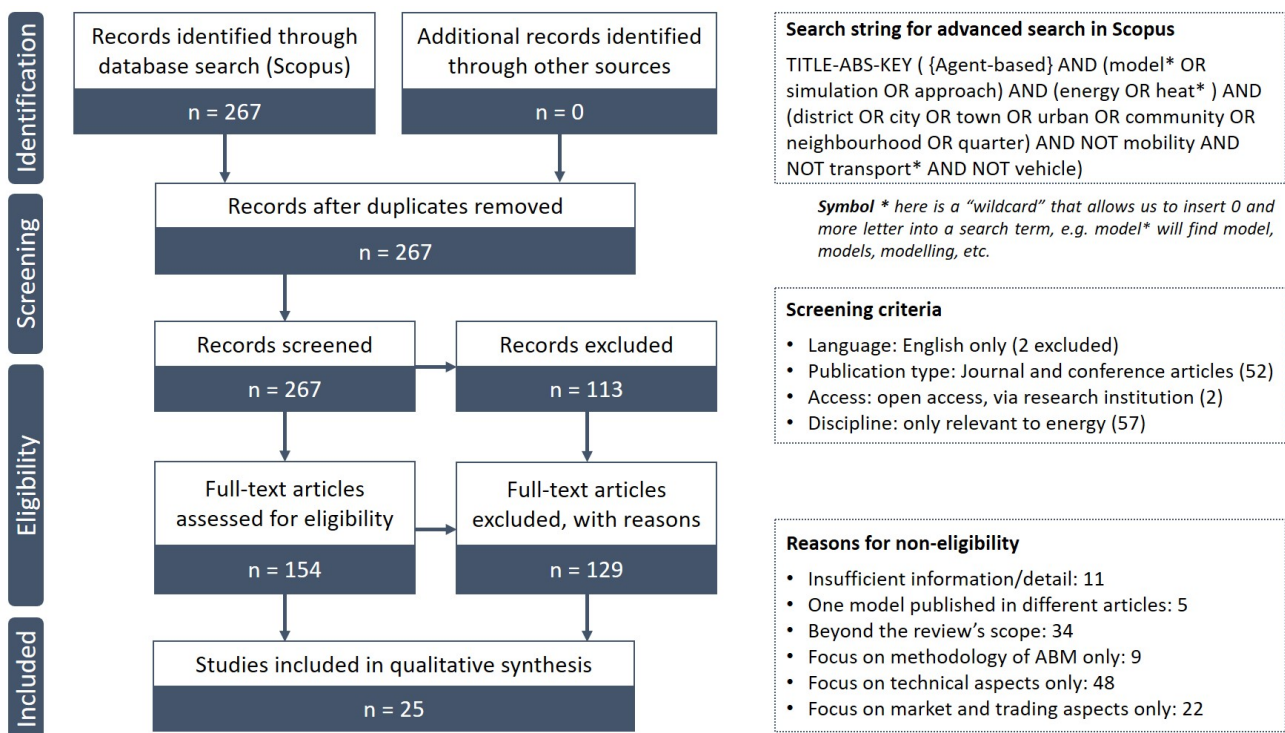 Identification
Records identified through
database search (Scopus)
n = 267
Additional records identified
through other sources
n = 0
Records after duplicates removed
n = 267
Screening
Records screened
n = 267
Records excluded
n = 113
Eligibility
Full-text articles
assessed for eligibility
n = 154
Full-text articles
excluded, with reasons
n = 129
Included
Studies included in qualitative synthesis
n = 25
Search string for advanced search in Scopus
TITLE-ABS-KEY ( {Agent-based} AND (model* OR
simulation OR approach) AND (energy OR heat* ) AND
(district OR city OR town OR urban OR community OR
neighbourhood OR quarter) AND NOT mobility AND
NOT transport* AND NOT vehicle)
Symbol * here is a “wildcard” that allows us to insert 0 and
more letter into a search term, e.g. model* will find model,
models, modelling, etc.
Screening criteria
• Language: English only (2 excluded)
• Publication type: Journal and conference articles (52)
• Access: open access, via research institution (2)
• Discipline: only relevant to energy (57)
Reasons for non-eligibility
• Insufficient information/detail: 11
• One model published in different articles: 5
• Beyond the review’s scope: 34
• Focus on methodology of ABM only: 9
• Focus on technical aspects only: 48
• Focus on market and trading aspects only: 22